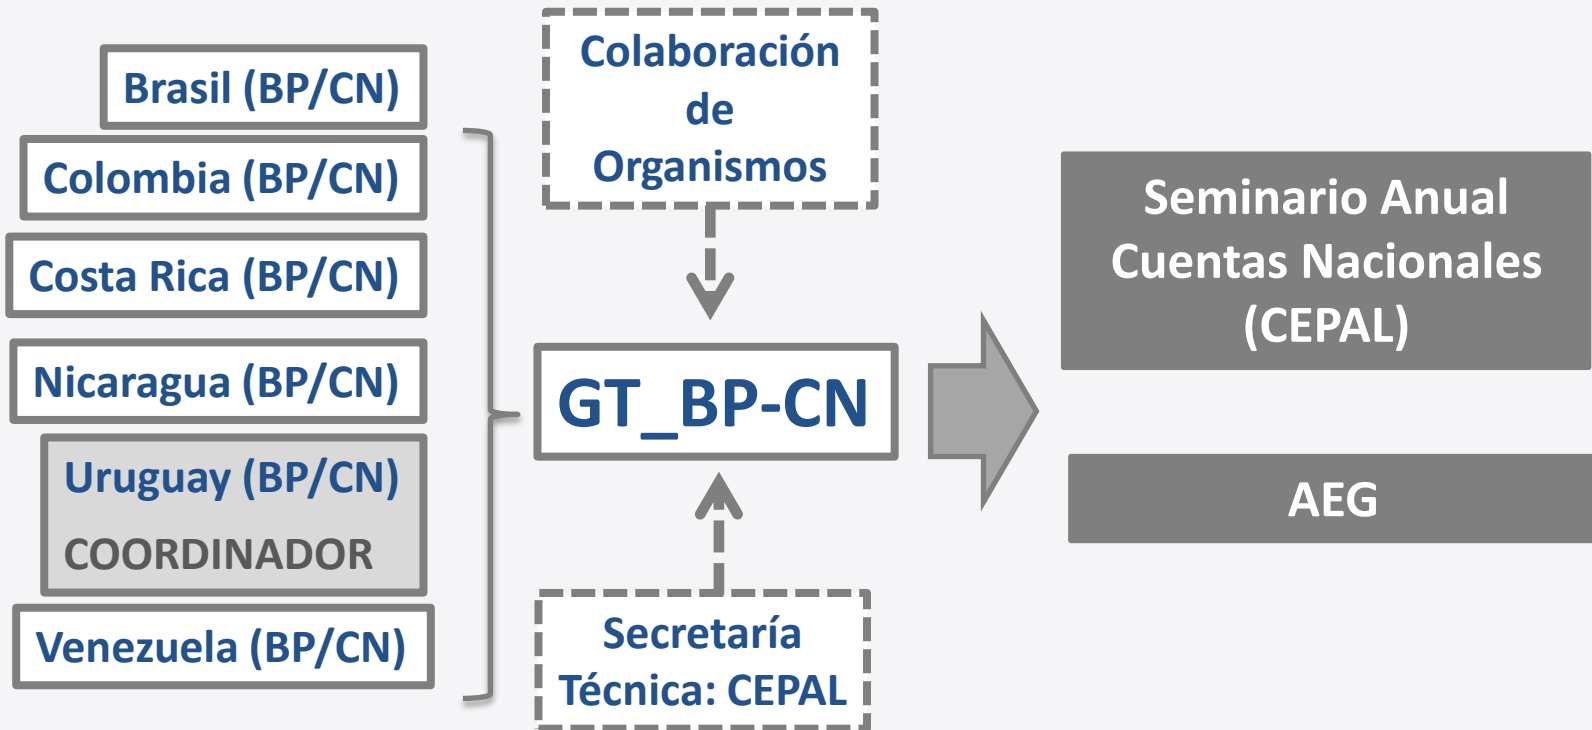 Brasil (BP/CN)
Colombia (BP/CN)
Costa Rica (BP/CN)
Nicaragua (BP/CN)
Uruguay (BP/CN)
COORDINADOR
Venezuela (BP/CN)
Colaboración
de
Organismos
GT_BP-CN
Secretaría
Técnica: CEPAL
Seminario Anual
Cuentas Nacionales
(CEPAL)
AEG